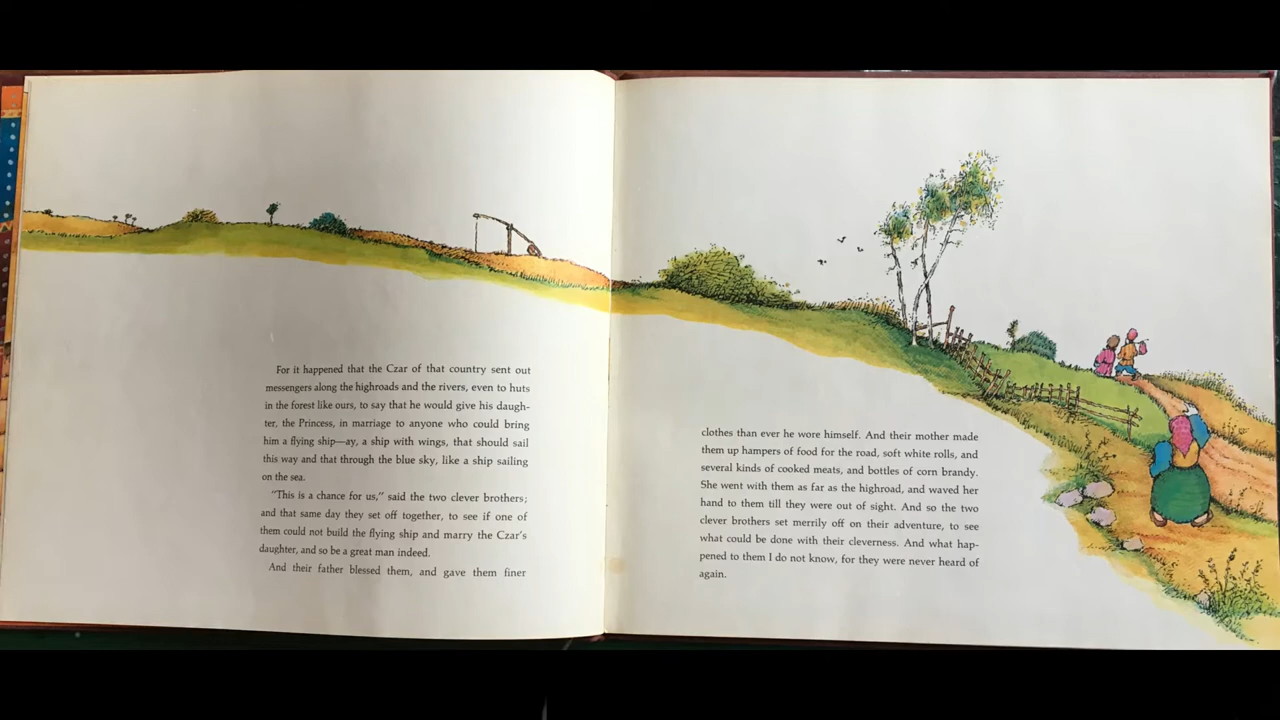 For it happened that the Czar of that country sent out
messengers along the highroads and the rivers, even to huts
in the forest like ours, to say that he would give his daugh-
ter, the Princess, in marriage to anyone who could bring
him a flying ship—ay, a ship with wings, that should sail
this way and that through the blue sky, like a ship sailing
on the sea.
"This is a chance for us," said the two clever brothers;
and that same day they set off together, to see if one of
them could not build the flying ship and marry the Czar's
daughter, and so be a great man indeed.
And their father blessed them, and gave them finer
clothes than ever he wore himself. And their mother made
them up hampers of food for the road, soft white rolls, and
several kinds of cooked meats, and bottles of corn brandy.
She went with them as far as the highroad, and waved her
hand to them till they were out of sight. And so the two
clever brothers set merrily off on their adventure, to see
what could be done with their cleverness. And what hap-
pened to them I do not know, for they were never heard of
again.